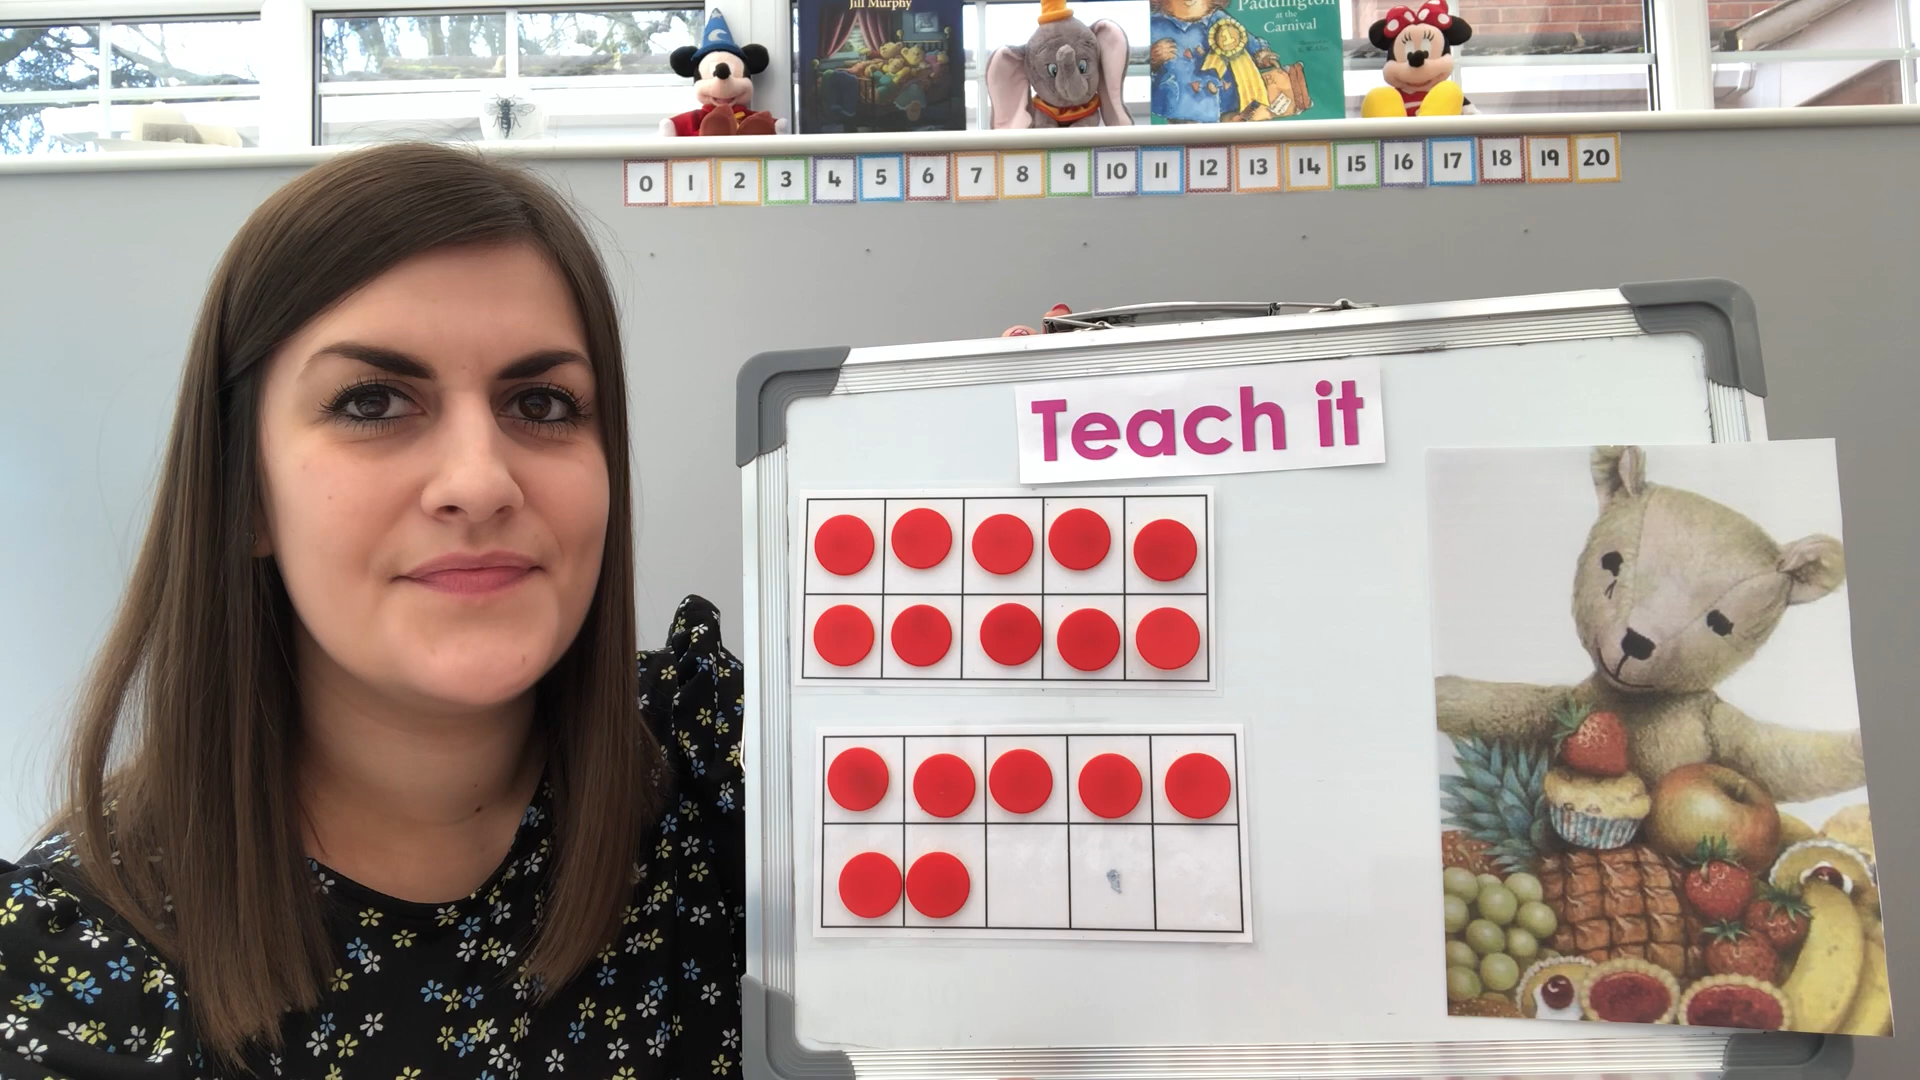 Jill Murphy
Paddington
at the
Carnival
0 1 2 3 4 5 6 7 8 9 10 11 12 13 14 15 16 17 18 19 20
Teach it